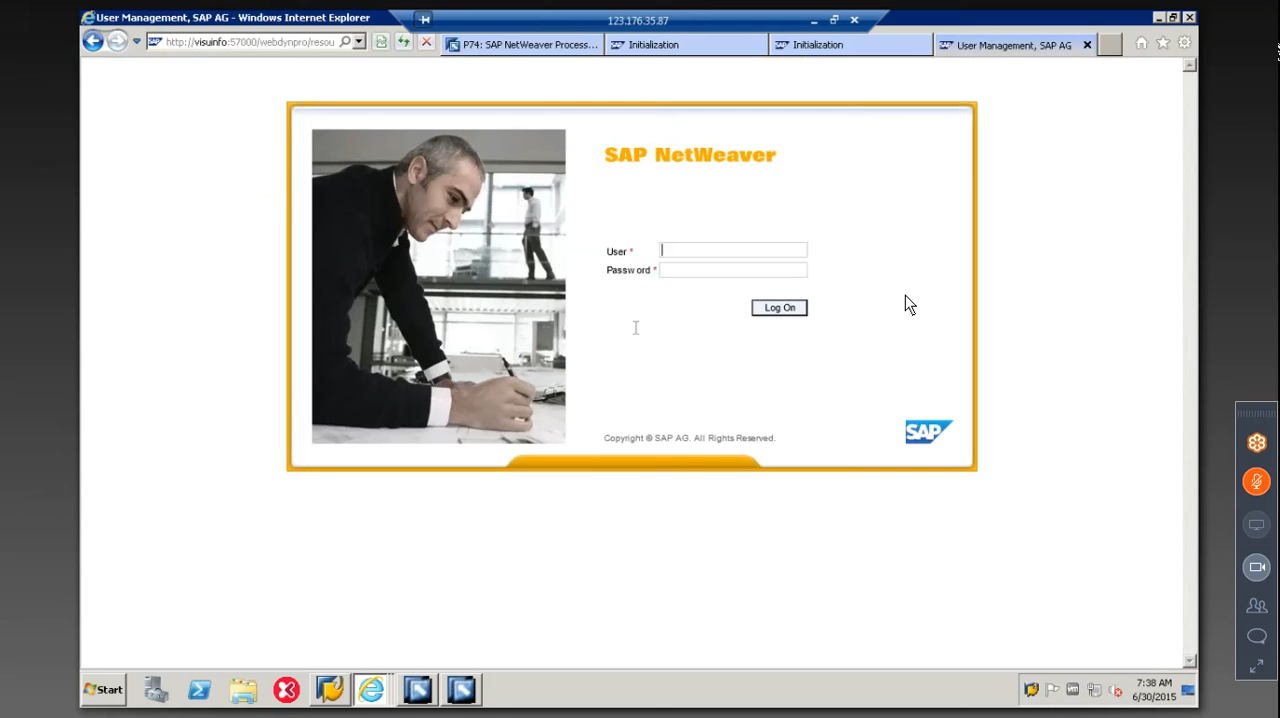 User Management, SAP AG - Windows Internet Explorer
123.176.35.87
http://visuinfo:57000/webdynpro/resou
P74: SAP NetWeaver Process...
Initialization
Initialization
User Management, SAP AG
SAP NetWeaver
User *
Password *
Log On
Copyright © SAP AG. All Rights Reserved.
SAP
Start
7:38 AM
6/30/2015